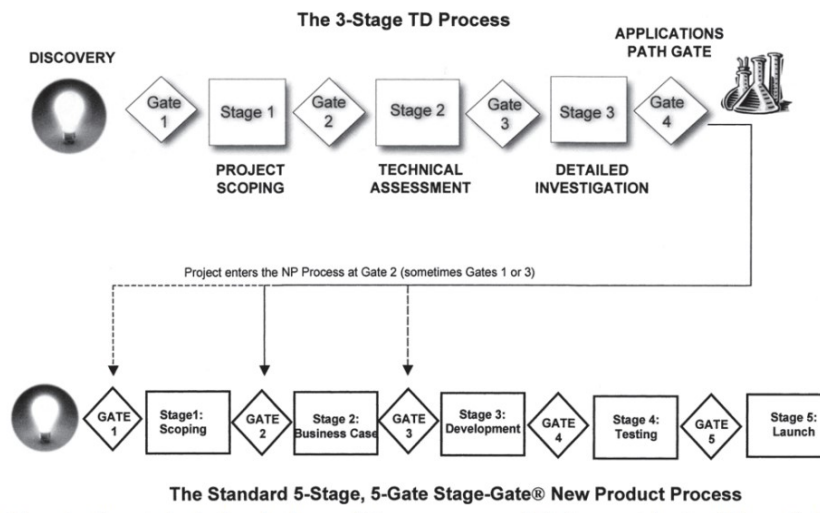 The 3-Stage TD Process
APPLICATIONS
PATH GATE
DISCOVERY
Gate
1
Stage 1
Gate
2
Stage 2
Gate
3
Stage 3
Gate
4
PROJECT
SCOPING
TECHNICAL
ASSESSMENT
DETAILED
INVESTIGATION
Project enters the NP Process at Gate 2 (sometimes Gates 1 or 3)
GATE
1
Stage1:
Scoping
GATE
2
Stage 2:
Business Case
GATE
3
Stage 3:
Development
GATE
4
Stage 4:
Testing
GATE
5
Stage 5:
Launch
The Standard 5-Stage, 5-Gate Stage-Gate® New Product Process